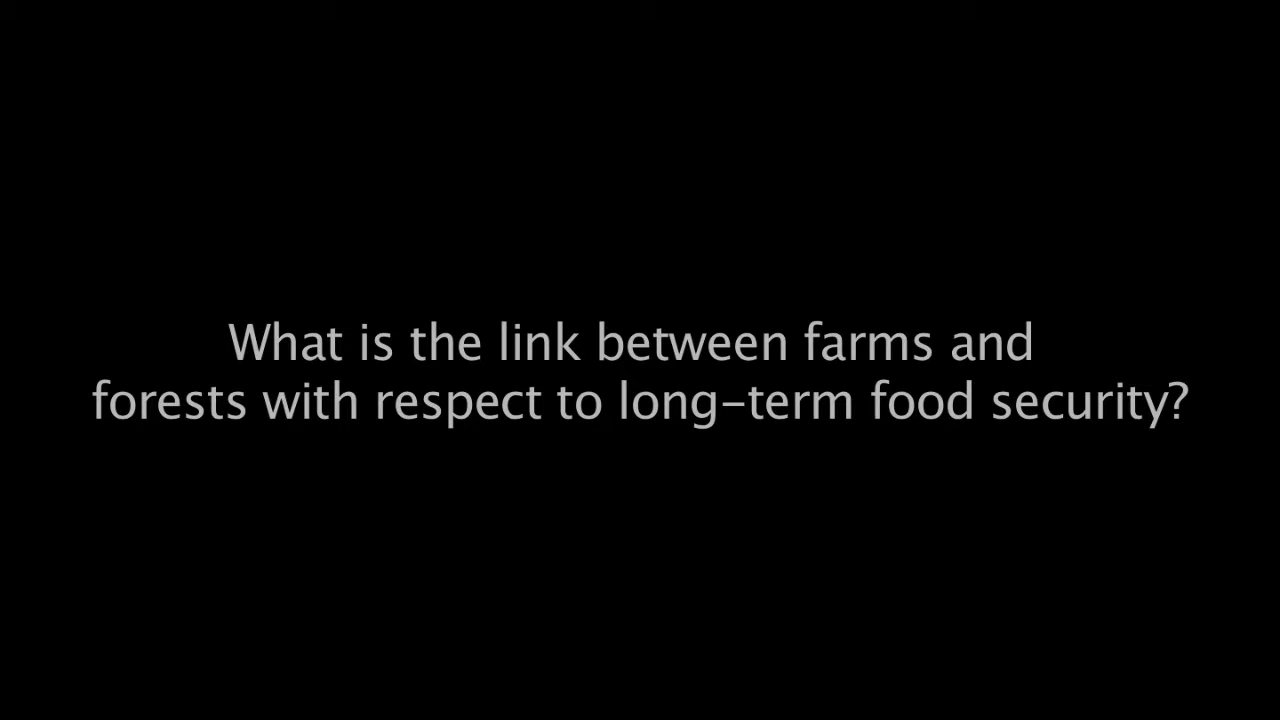 What is the link between farms and
forests with respect to long-term food security?